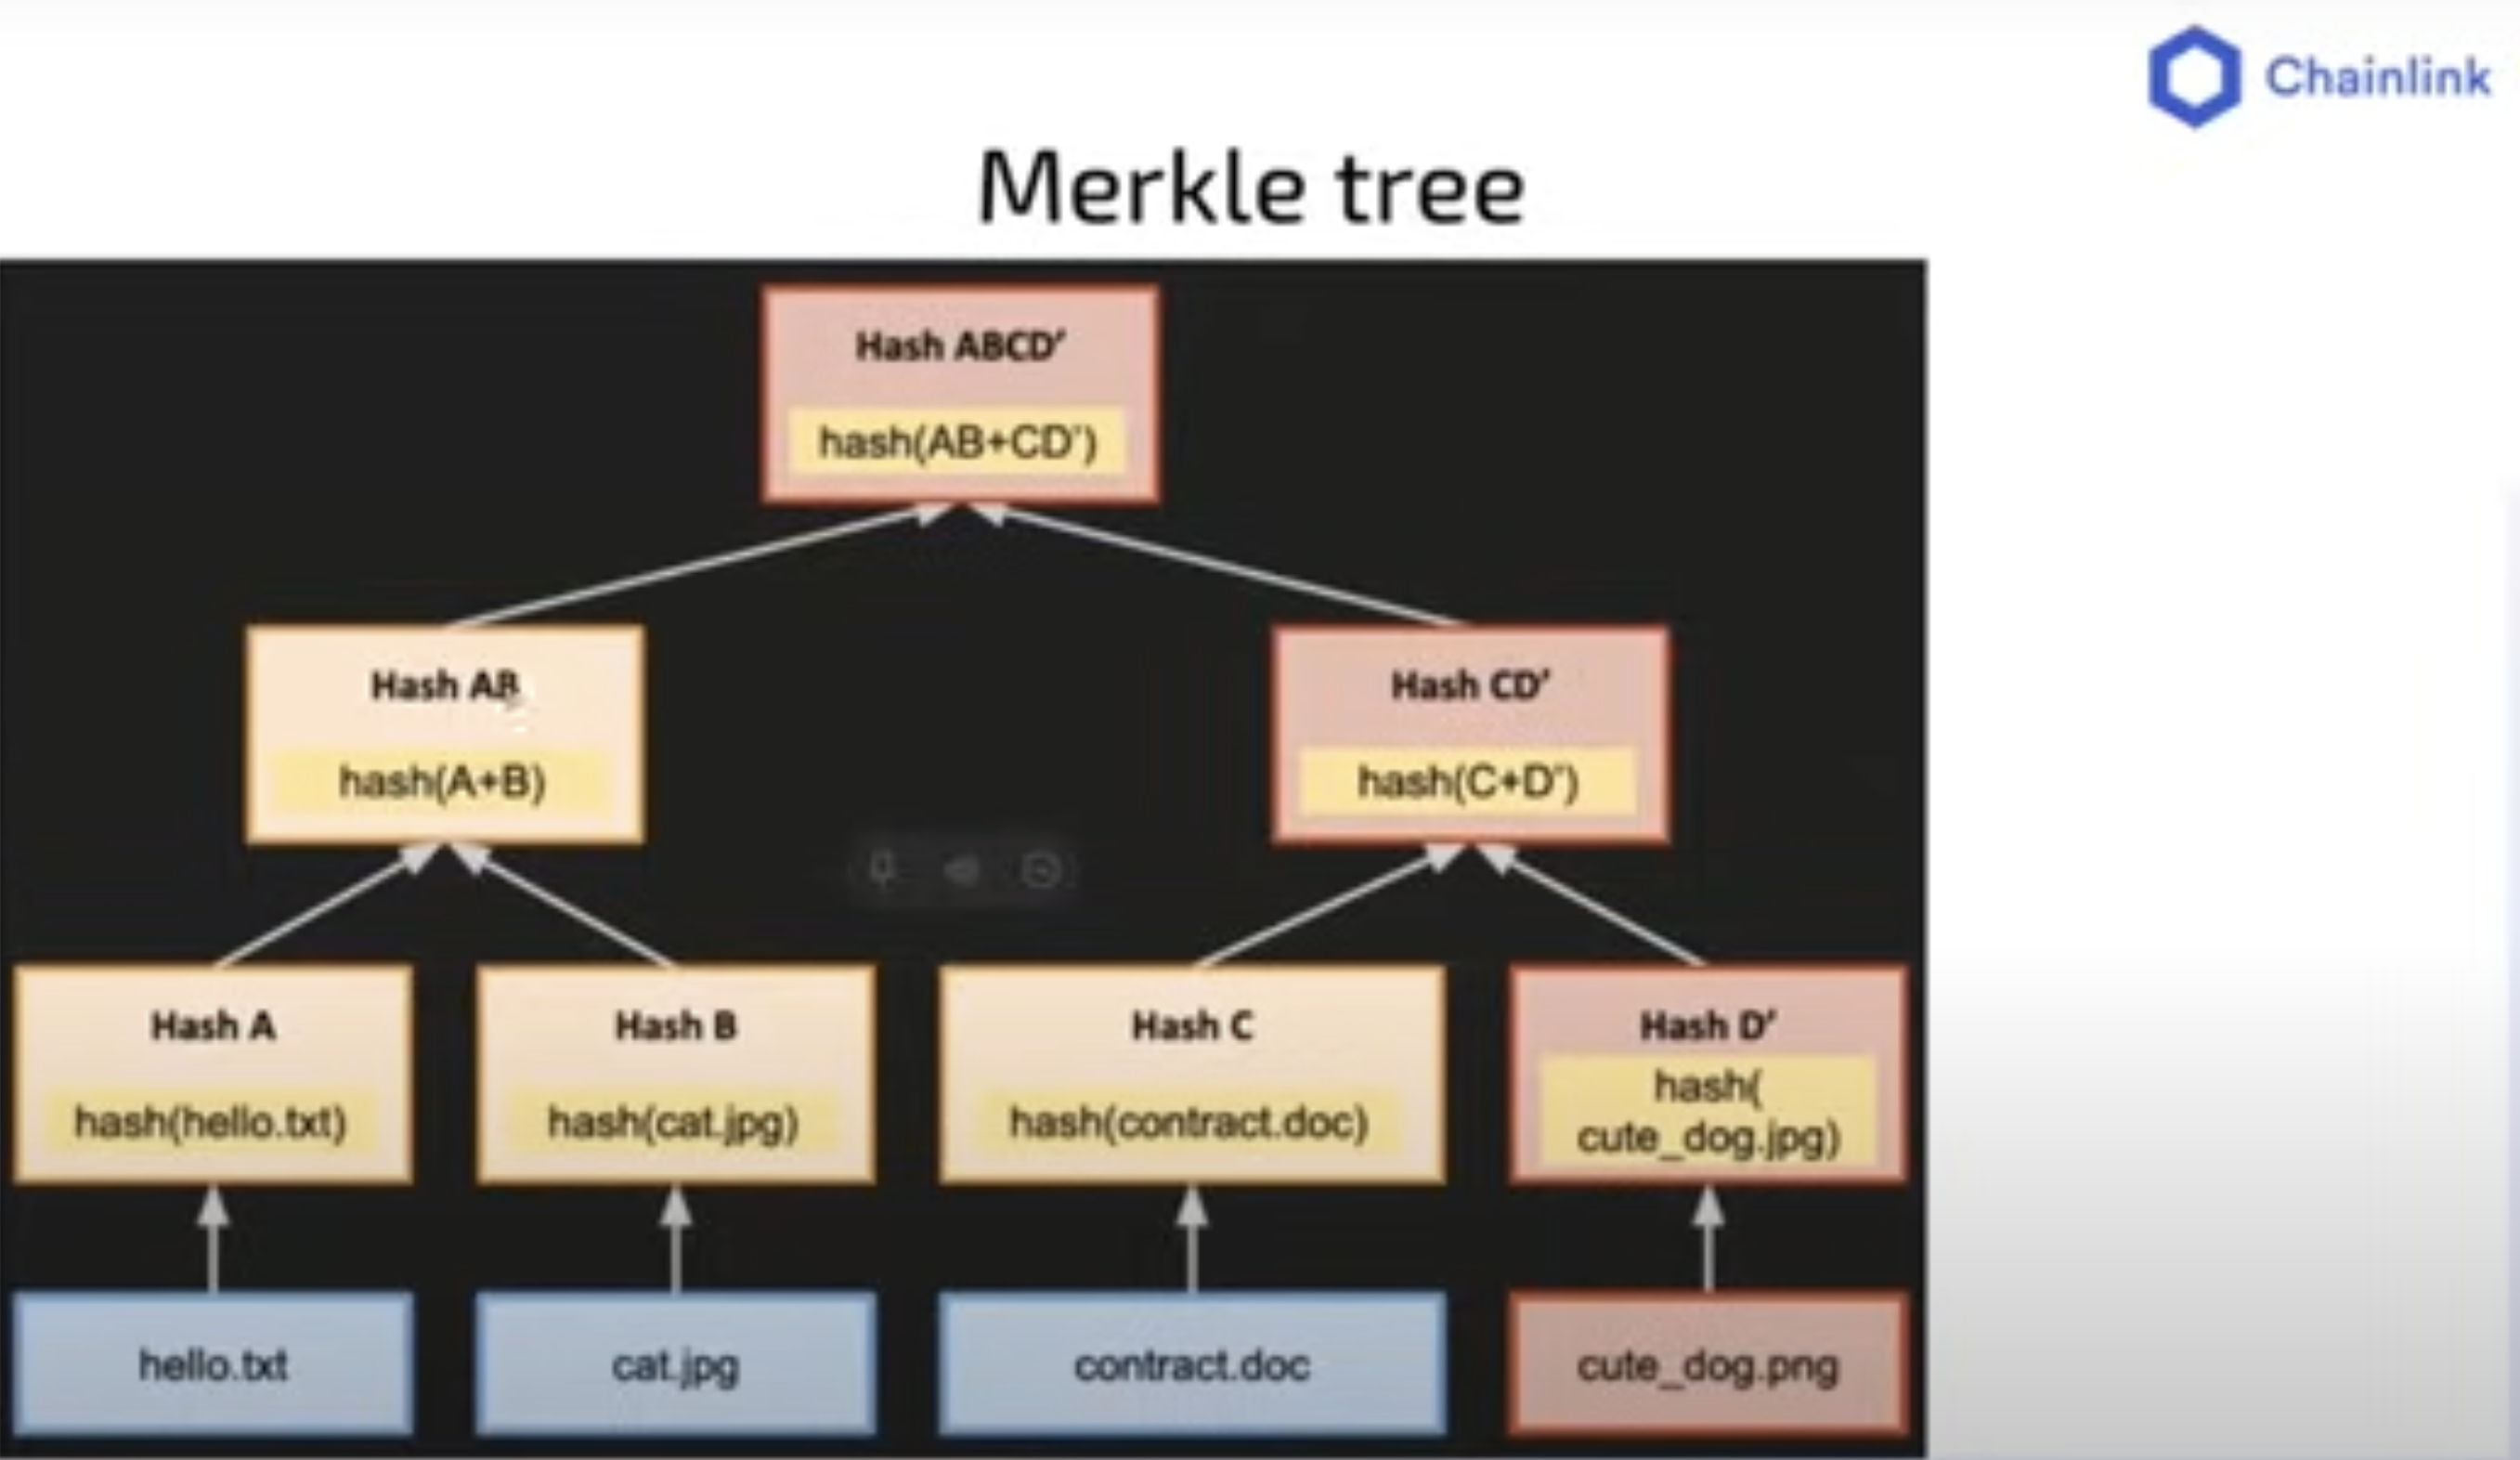 Chainlink
Merkle tree
Hash ABCD’
hash(AB+CD’)
Hash AB
hash(A+B)
Hash CD’
hash(C+D’)
Hash A
hash(hello.txt)
Hash B
hash(cat.jpg)
Hash C
hash(contract.doc)
Hash D’
hash(
cute_dog.jpg)
hello.txt
cat.jpg
contract.doc
cute_dog.png